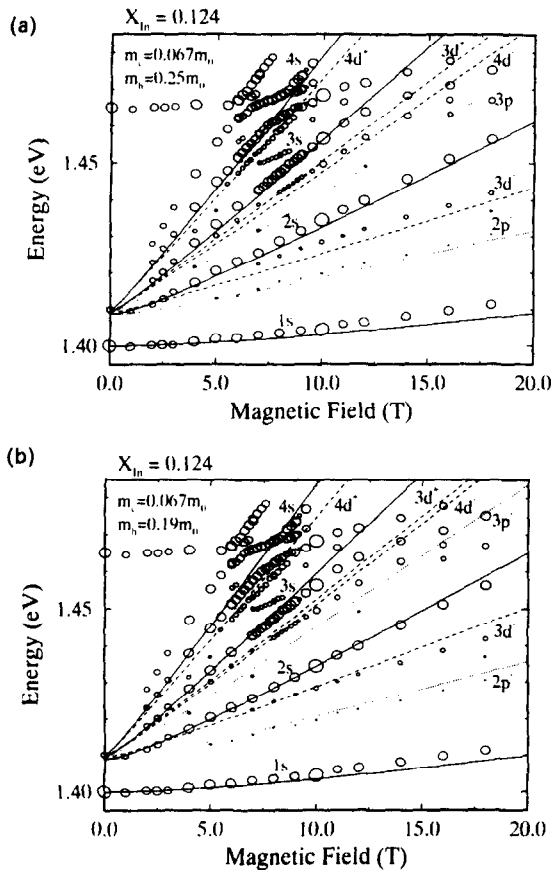 (a)
X_In = 0.124
m_e=0.067m_0
m_h=0.25m_0
4s
4d+
3d+
4d
3p
3s
2s
3d
2p
1s
1.45
1.40
Energy (eV)
0.0 5.0 10.0 15.0 20.0
Magnetic Field (T)
(b)
X_In = 0.124
m_e=0.067m_0
m_h=0.19m_0
4s
4d+
3d+
4d
3p
3s
2s
3d
2p
1s
1.45
1.40
Energy (eV)
0.0 5.0 10.0 15.0 20.0
Magnetic Field (T)